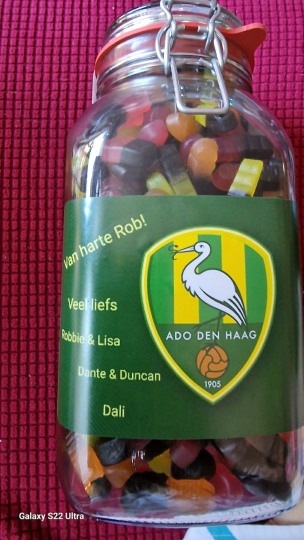 Van harte Rob!
Veel liefs
Robbie & Lisa
Dante & Duncan
Dali
ADO DEN HAAG
1905
Galaxy S22 Ultra